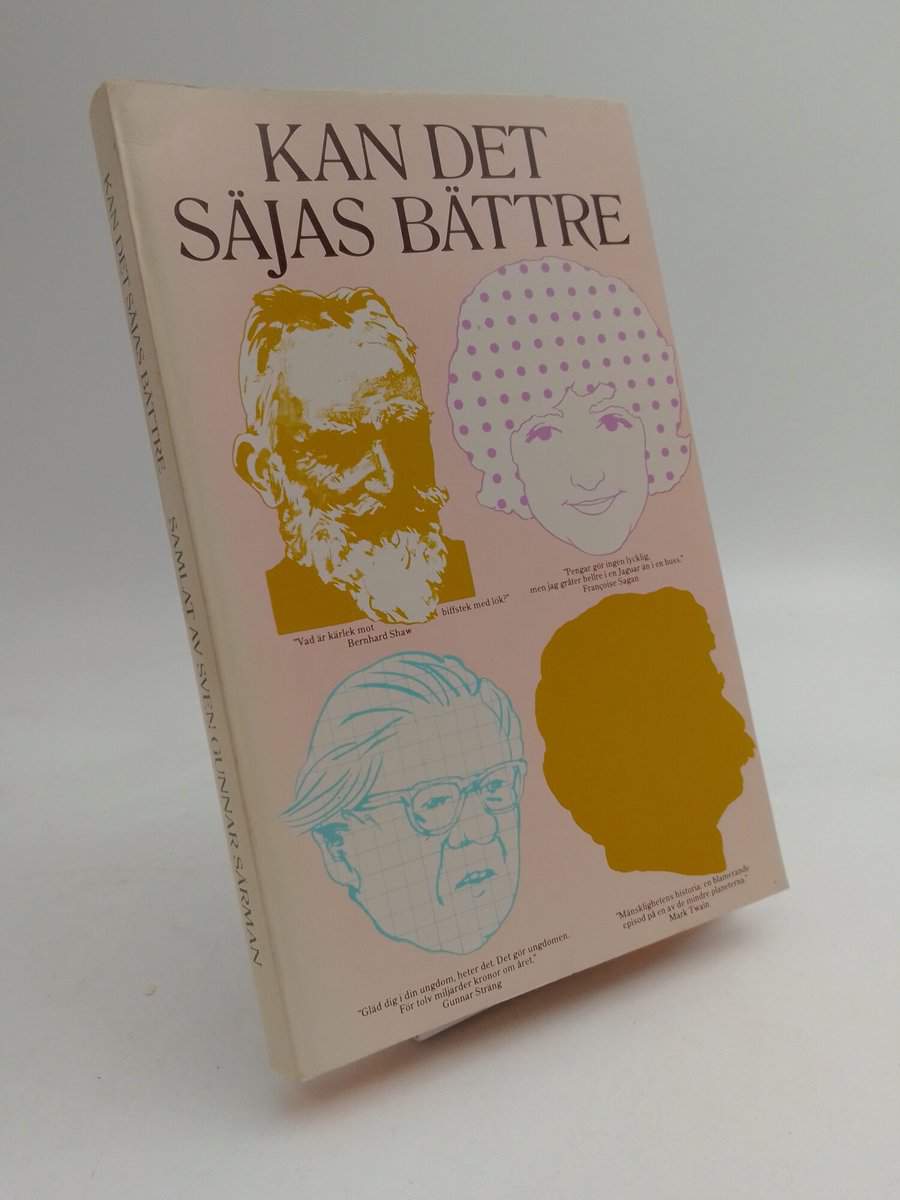 KAN DET
SÄJAS BÄTTRE
"Vad är kärlek mot biffstek med lök?"
Bernhard Shaw
"Pengar gör ingen lycklig,
men jag gråter hellre i en Jaguar än i en buss."
Françoise Sagan
"Gläd dig i din ungdom, heter det. Det gör ungdomen.
För tolv miljarder kronor om året."
Gunnar Sträng
"Mänsklighetens historia: en blamerande
episod på en av de mindre planeterna."
Mark Twain
KAN DET SÄJAS BÄTTRE SAMLAT AV SVEN GUNNAR SÄRMAN